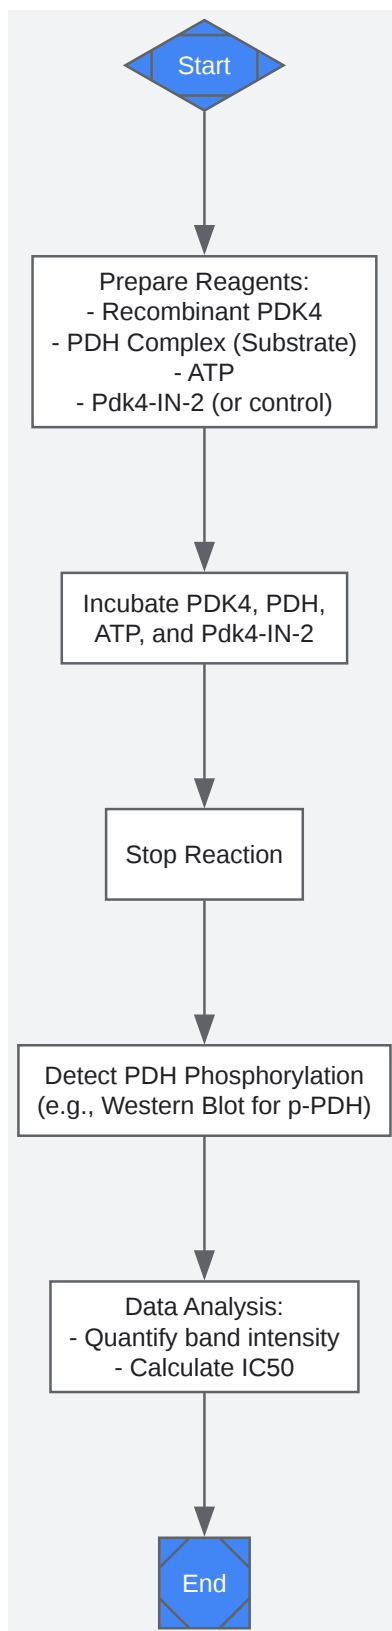 Start
Prepare Reagents:
- Recombinant PDK4
- PDH Complex (Substrate)
- ATP
- Pdk4-IN-2 (or control)
Incubate PDK4, PDH,
ATP, and Pdk4-IN-2
Stop Reaction
Detect PDH Phosphorylation
(e.g., Western Blot for p-PDH)
Data Analysis:
- Quantify band intensity
- Calculate IC50
End